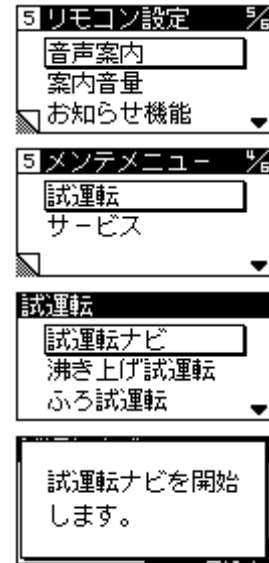 5 リモコン設定 5/6
音声案内
案内音量
お知らせ機能
5 メンテメニュー 4/6
試運転
サービス
試運転
試運転ナビ
沸き上げ試運転
ふろ試運転
試運転ナビを開始
します。